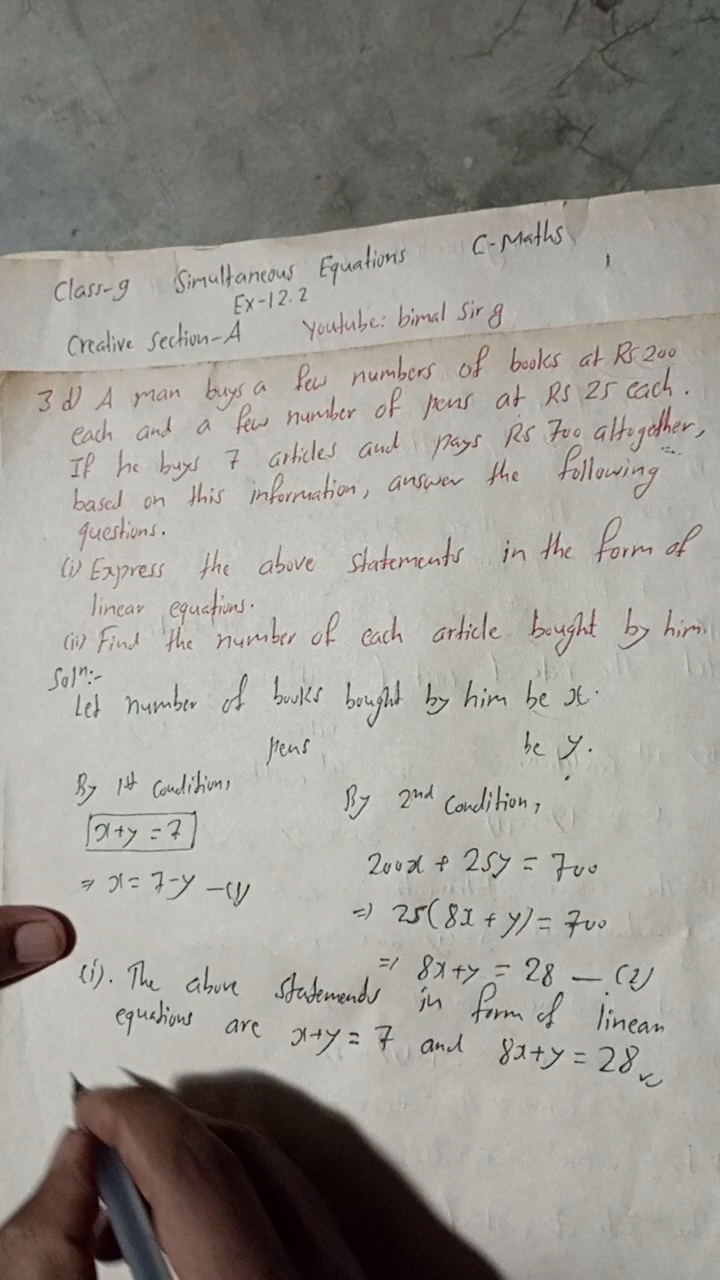 Class-9 Simultaneous Equations C-Maths
Ex-12.2
Creative Section-A Youtube: bimal Sir g
3 d) A man buys a few numbers of books at Rs 200
each and a few number of pens at Rs 25 each.
If he buys 7 articles and pays Rs 700 altogether,
based on this information, answer the following
questions.
(i) Express the above statements in the form of
linear equations.
(ii) Find the number of each article bought by him.
Solⁿ:-
Let number of books bought by him be x.
pens be y.
By 1st Condition,
x+y = 7
⇒ x = 7-y —(1)
By 2nd Condition,
200x + 25y = 700
⇒ 25(8x + y) = 700
⇒ 8x+y = 28 — (2)
(i). The above statements in form of linear
equations are x+y = 7 and 8x+y = 28